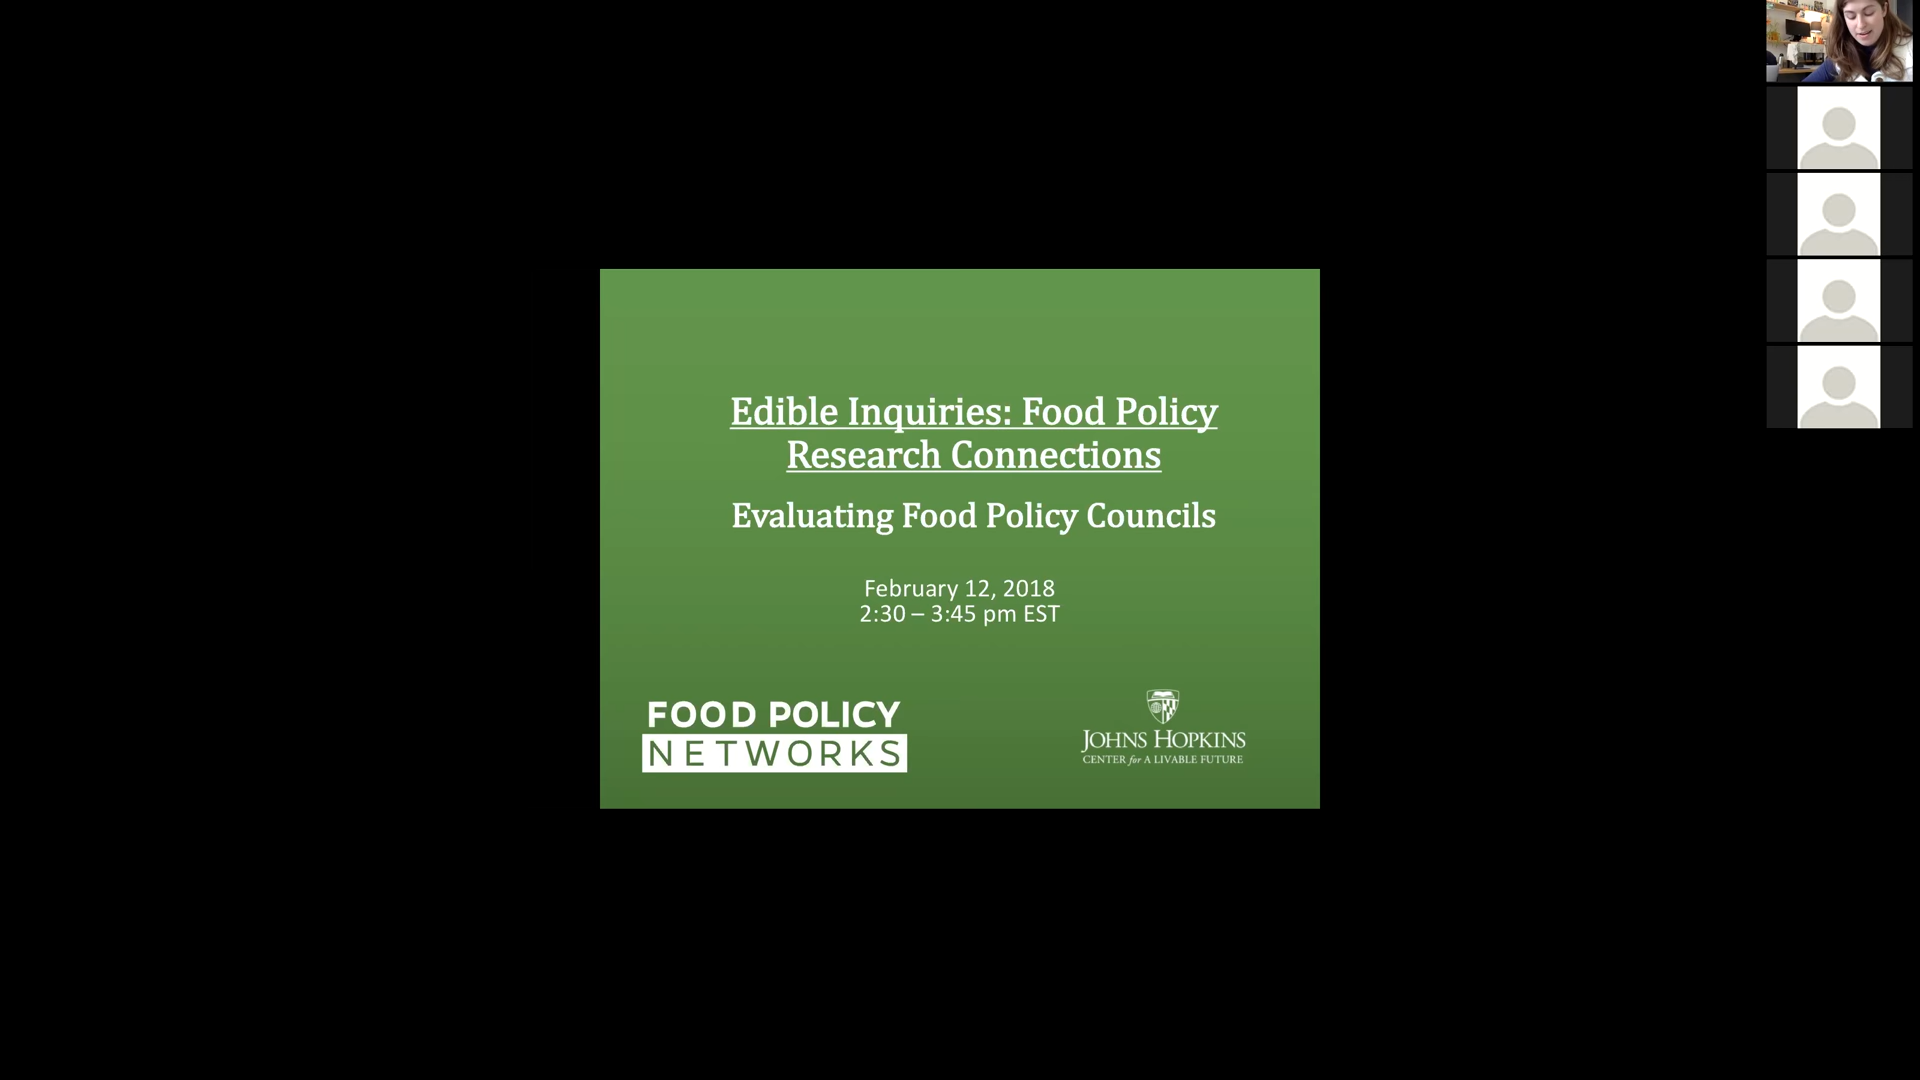 Edible Inquiries: Food Policy
Research Connections
Evaluating Food Policy Councils
February 12, 2018
2:30 – 3:45 pm EST
FOOD POLICY
NETWORKS
JOHNS HOPKINS
CENTER for A LIVABLE FUTURE